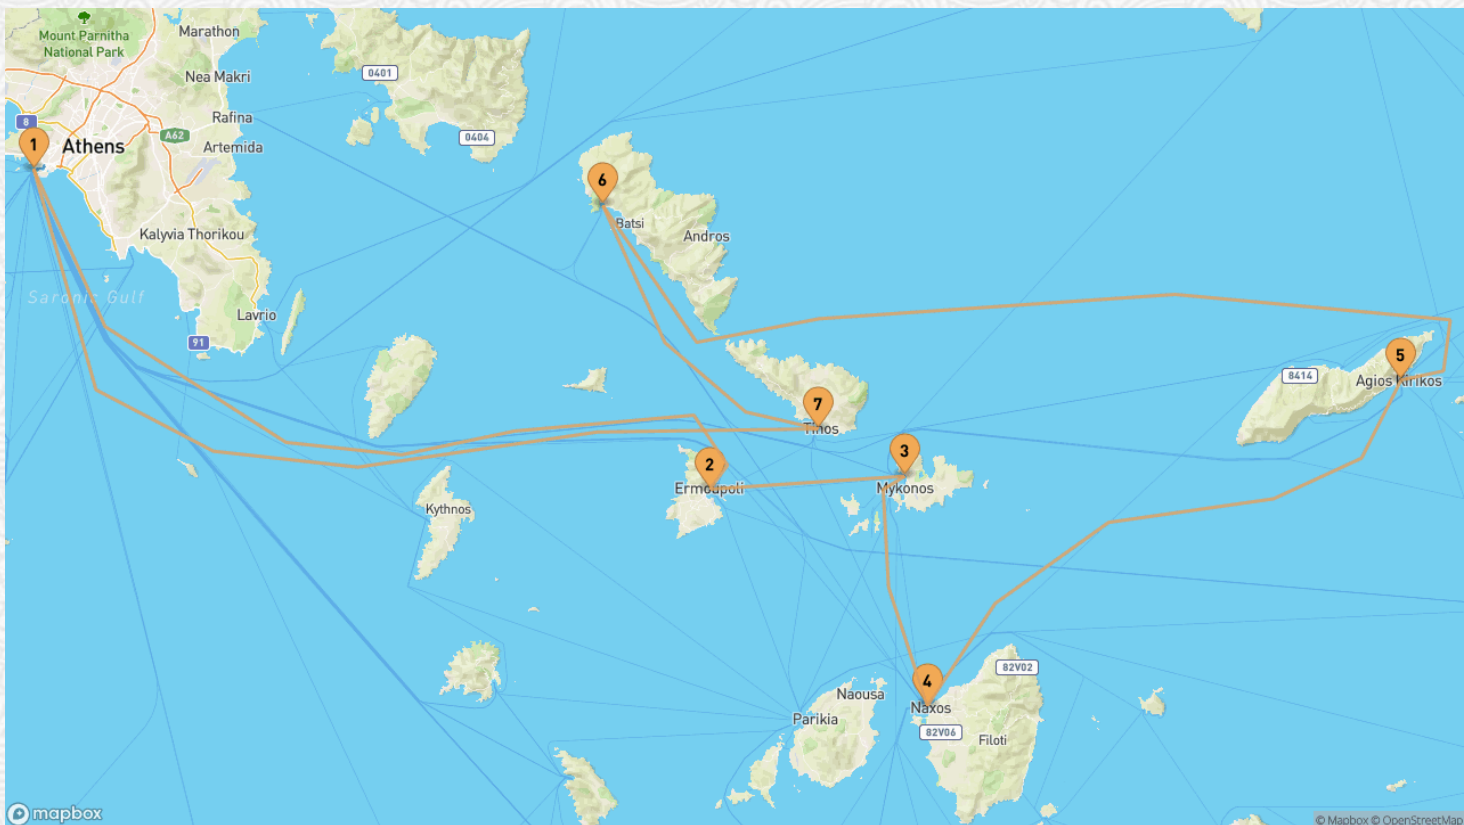 Mount Parnitha
National Park
Marathon
0401
Nea Makri
8
Rafina
A62
0404
1
Athens
Artemida
6
Batsi
Kalyvia Thorikou
Andros
Saronic Gulf
Lavrio
91
5
8414
Agios Kirikos
7
Tinos
3
2
Ermoupoli
Mykonos
Kythnos
82V02
4
Naousa
Naxos
Parikia
82V06
Filoti
mapbox
© Mapbox © OpenStreetMap